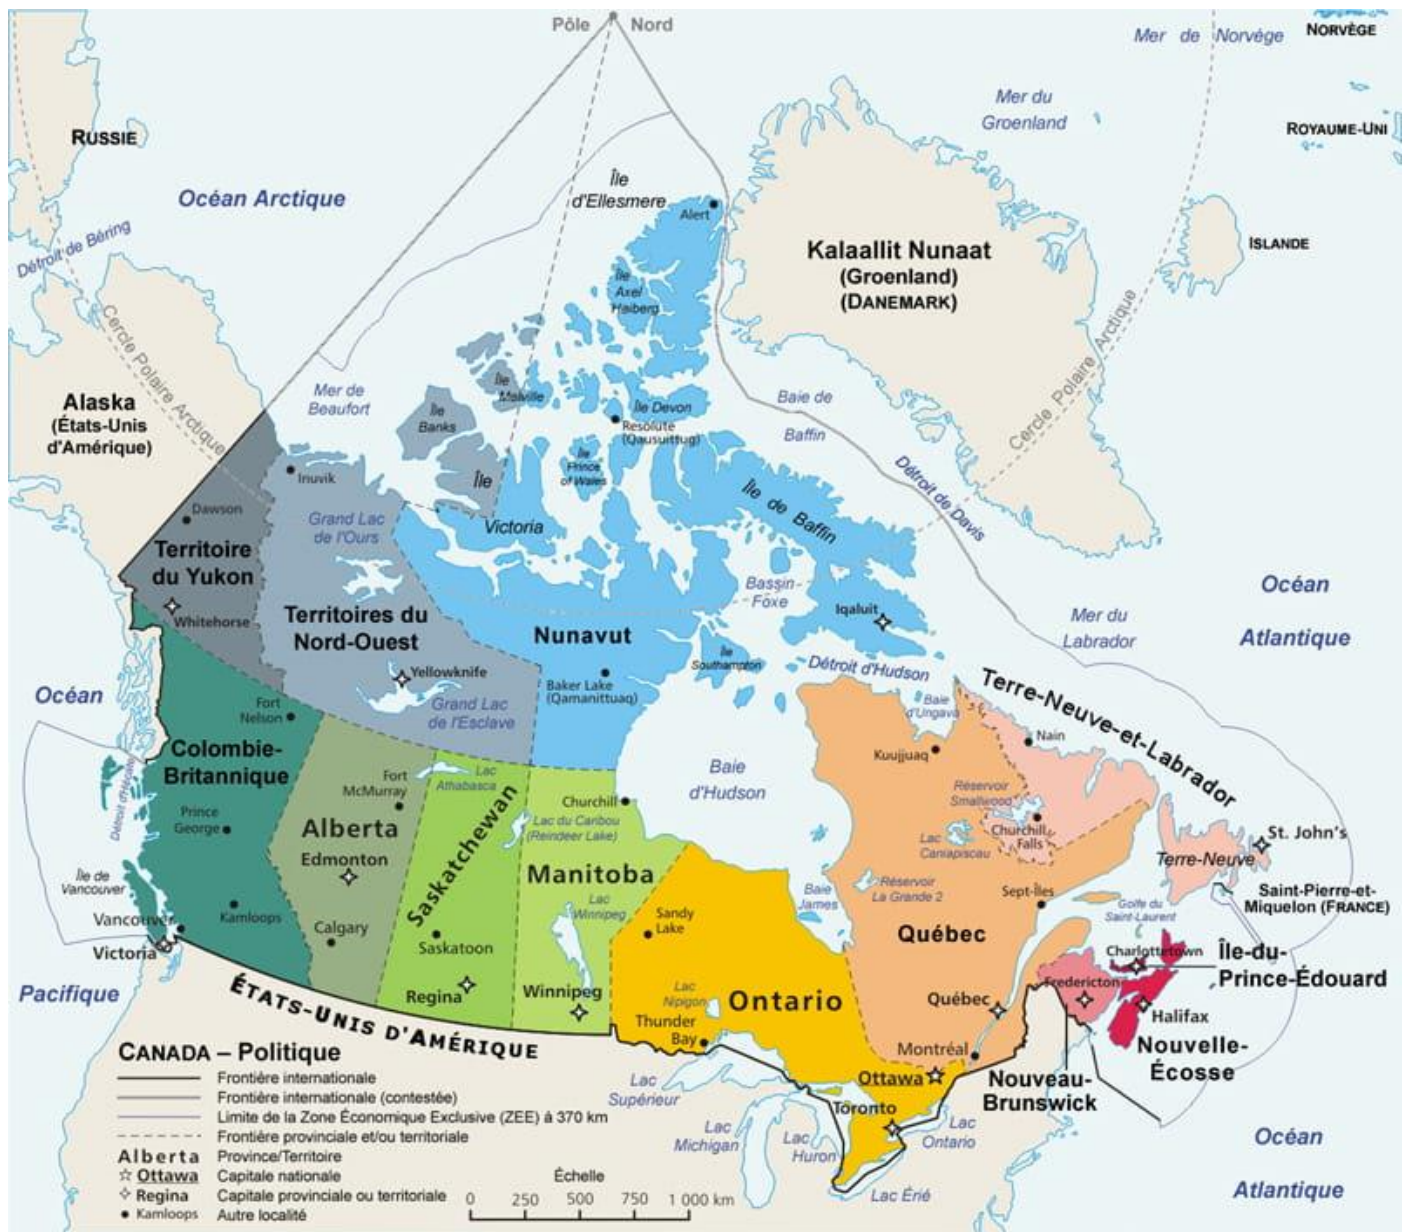 Pôle Nord
Mer de Norvége
NORVÈGE
RUSSIE
Mer du
Groenland
ROYAUME-UNI
Océan Arctique
Île
d'Ellesmere
Alert
Détroit de Béring
Kalaallit Nunaat
(Groenland)
(DANEMARK)
ISLANDE
Île
Axel
Haiberg
Cercle Polaire Arctique
Cercle Polaire Arctique
Mer de
Beaufort
Île
Melville
Île
Banks
Île Devon
Resolute
(Qausuittug)
Baie de
Baffin
Alaska
(États-Unis
d'Amérique)
Île
Prince
of Wales
Île
Victoria
Île de Baffin
Détroit de Davis
Inuvik
Dawson
Grand Lac
de l'Ours
Territoire
du Yukon
Whitehorse
Territoires du
Nord-Ouest
Yellowknife
Grand Lac
de l'Esclave
Nunavut
Baker Lake
(Qamanittuaq)
Bassin-
Foxe
Iqaluit
Île
Southampton
Détroit d'Hudson
Mer du
Labrador
Océan
Atlantique
Océan
Pacifique
Fort
Nelson
Colombie-
Britannique
Détroit d'Hécate
Prince
George
Île de
Vancouver
Vancouver
Victoria
Kamloops
Fort
McMurray
Alberta
Edmonton
Calgary
Lac
Athabasca
Saskatchewan
Saskatoon
Regina
Churchill
Lac du Caribou
(Reindeer Lake)
Manitoba
Lac
Winnipeg
Winnipeg
Baie
d'Hudson
Baie
James
Sandy
Lake
Lac
Nipigon
Thunder
Bay
Ontario
Ottawa
Toronto
Baie
d'Ungava
Kuujjuaq
Terre-Neuve-et-Labrador
Nain
Réservoir
Smallwood
Churchill
Falls
Lac
Caniapiscau
Réservoir
La Grande 2
Sept-Îles
Québec
Québec
Montréal
Terre-Neuve
St. John's
Saint-Pierre-et-
Miquelon (FRANCE)
Golfe du
Saint-Laurent
Charlottetown
Île-du-
Prince-Édouard
Fredericton
Halifax
Nouvelle-
Écosse
Nouveau-
Brunswick
ÉTATS-UNIS D'AMÉRIQUE
Lac
Supérieur
Lac
Michigan
Lac
Huron
Lac
Ontario
Lac Érié
Océan
Atlantique
CANADA – Politique
Frontière internationale
Frontière internationale (contestée)
Limite de la Zone Économique Exclusive (ZEE) à 370 km
Frontière provinciale et/ou territoriale
Alberta Province/Territoire
Ottawa Capitale nationale
Regina Capitale provinciale ou territoriale
Kamloops Autre localité
Échelle
0 250 500 750 1 000 km